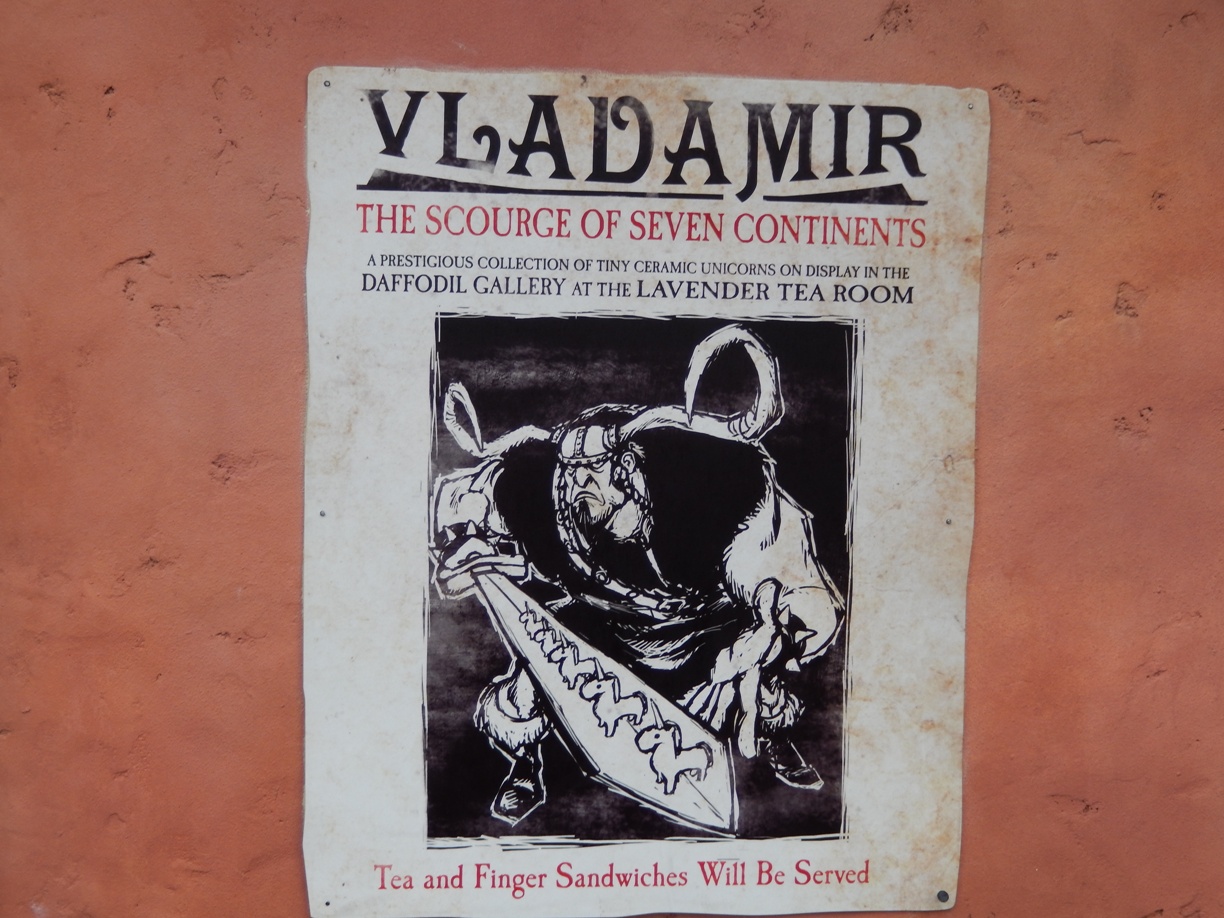 VLADAMIR
THE SCOURGE OF SEVEN CONTINENTS
A PRESTIGIOUS COLLECTION OF TINY CERAMIC UNICORNS ON DISPLAY IN THE
DAFFODIL GALLERY AT THE LAVENDER TEA ROOM
Tea and Finger Sandwiches Will Be Served